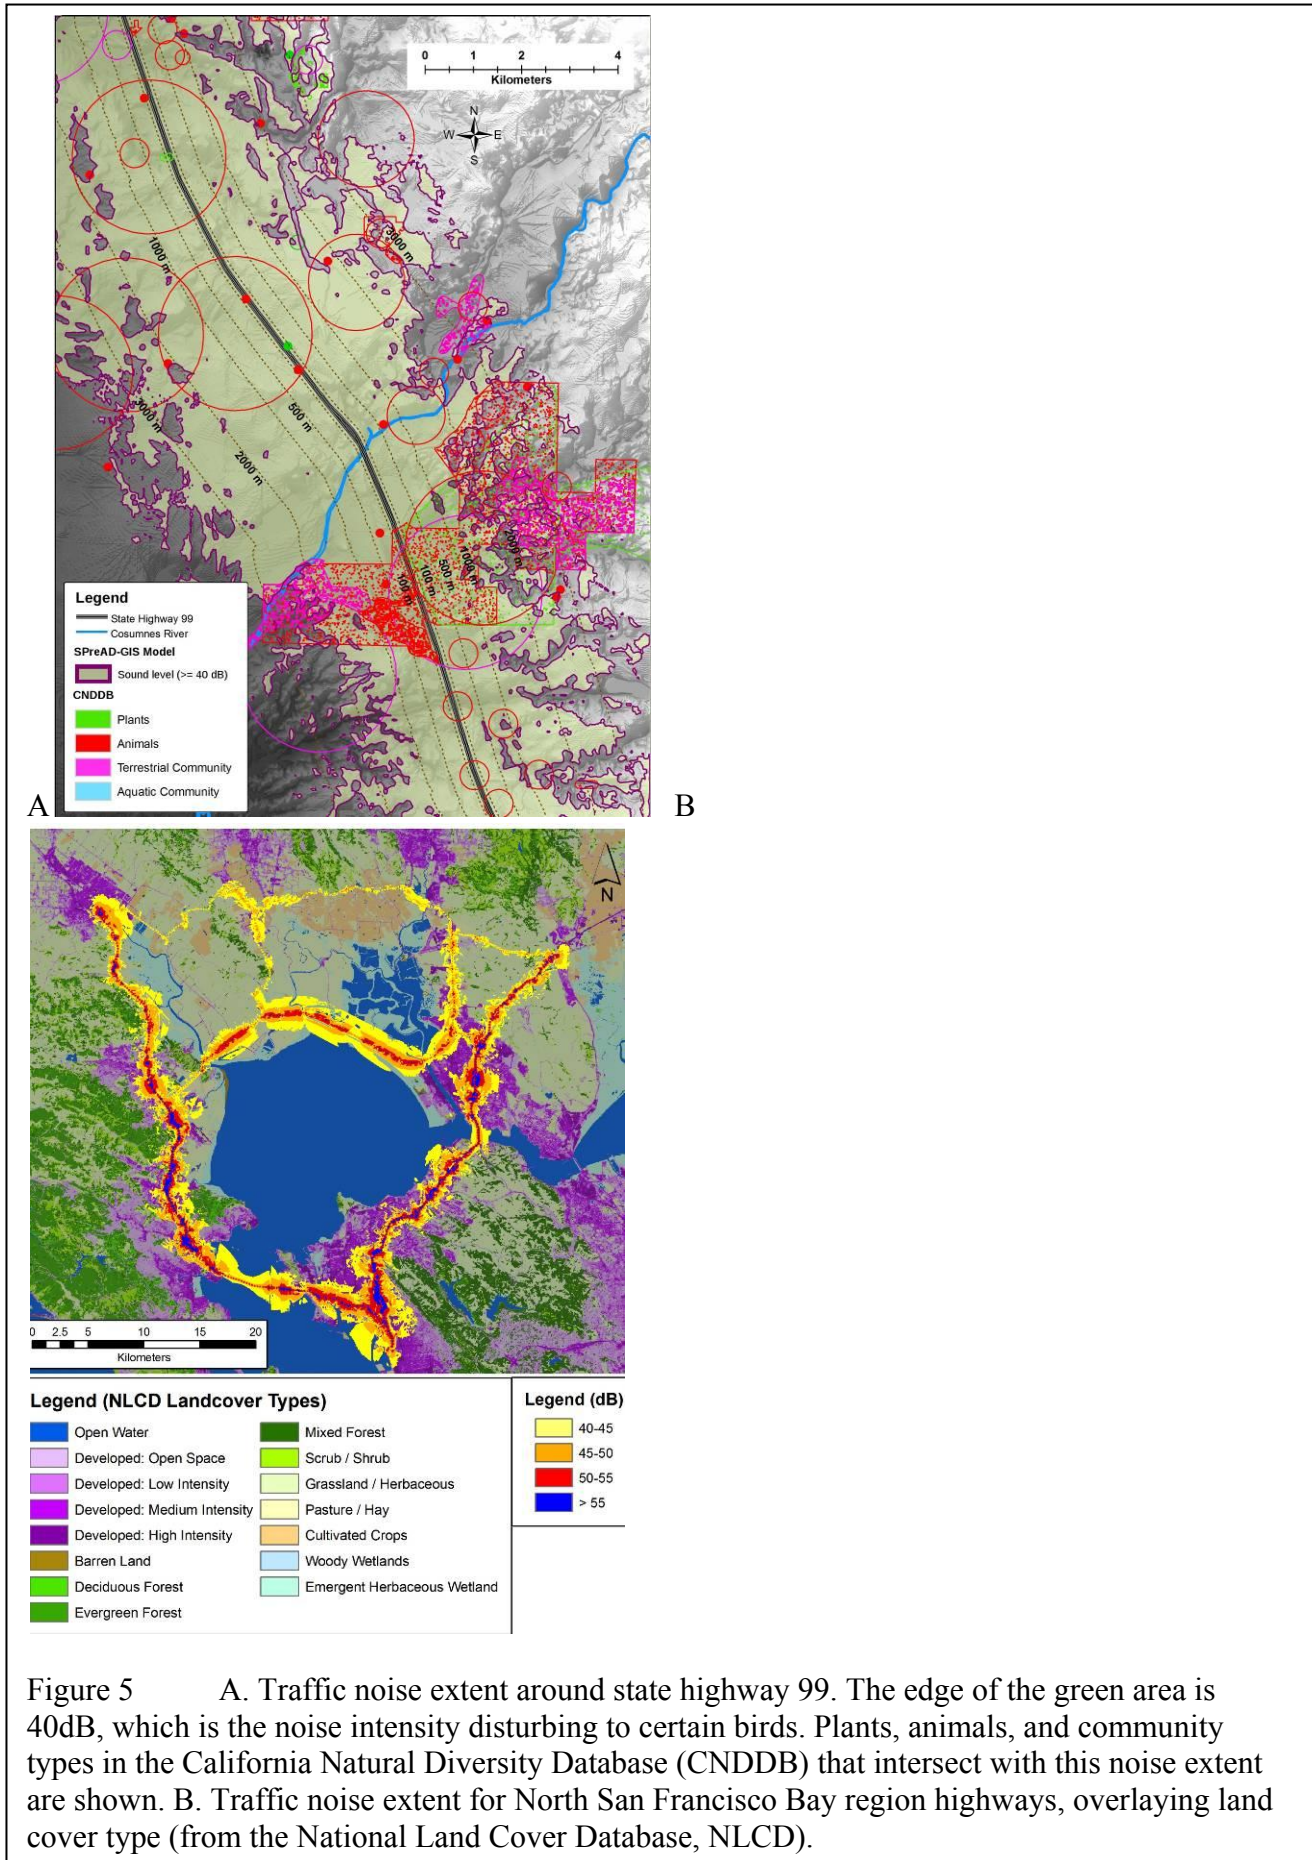 0 1 2 4
Kilometers
N
W E
S
1000 m
3000 m
3000 m
500 m
2000 m
2000 m
1000 m
500 m
100 m
100 m
Legend
State Highway 99
Cosumnes River
SPreAD-GIS Model
Sound level (>= 40 dB)
CNDDB
Plants
Animals
Terrestrial Community
Aquatic Community
A
B
N
0 2.5 5 10 15 20
Kilometers
Legend (NLCD Landcover Types)
Open Water
Developed: Open Space
Developed: Low Intensity
Developed: Medium Intensity
Developed: High Intensity
Barren Land
Deciduous Forest
Evergreen Forest
Mixed Forest
Scrub / Shrub
Grassland / Herbaceous
Pasture / Hay
Cultivated Crops
Woody Wetlands
Emergent Herbaceous Wetland
Legend (dB)
40-45
45-50
50-55
> 55
Figure 5 A. Traffic noise extent around state highway 99. The edge of the green area is
40dB, which is the noise intensity disturbing to certain birds. Plants, animals, and community
types in the California Natural Diversity Database (CNDDB) that intersect with this noise extent
are shown. B. Traffic noise extent for North San Francisco Bay region highways, overlaying land
cover type (from the National Land Cover Database, NLCD).